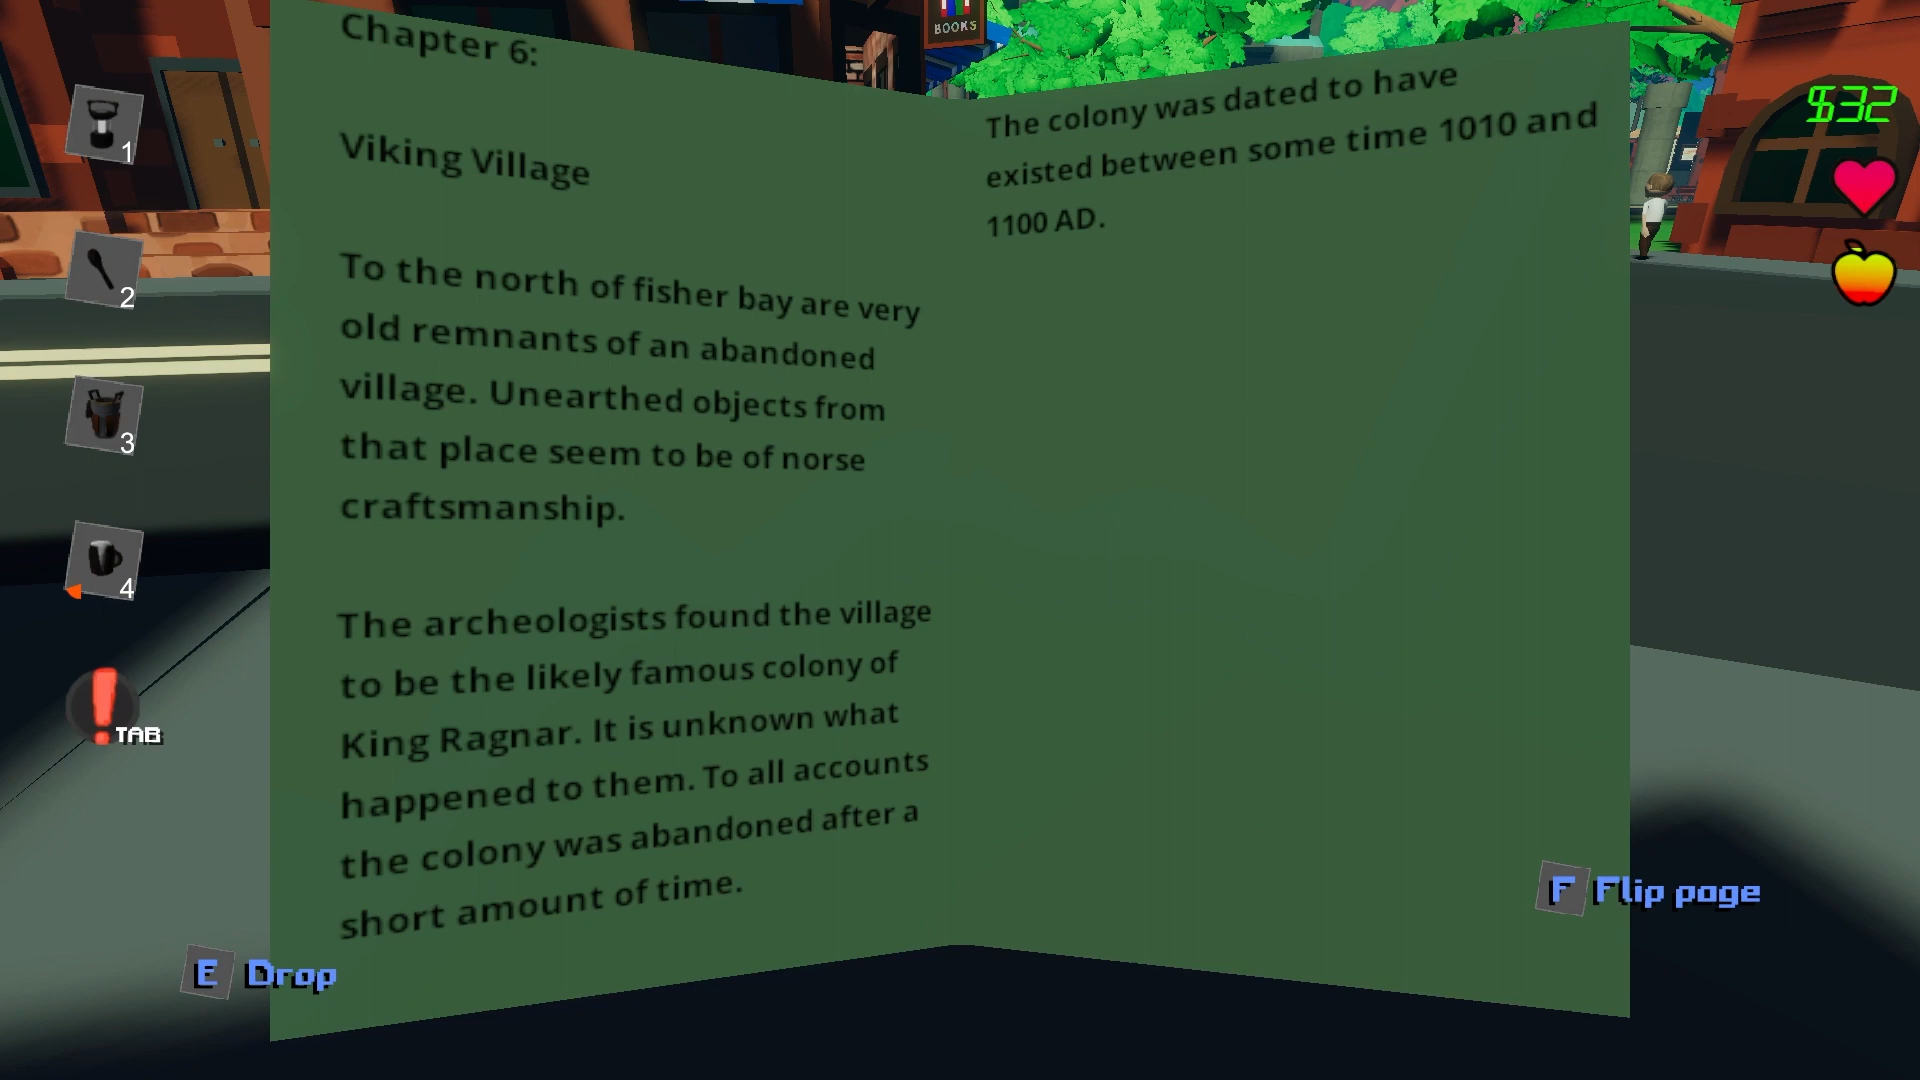 BOOKS
Chapter 6:
Viking Village
To the north of fisher bay are very
old remnants of an abandoned
village. Unearthed objects from
that place seem to be of norse
craftsmanship.
The archeologists found the village
to be the likely famous colony of
King Ragnar. It is unknown what
happened to them. To all accounts
the colony was abandoned after a
short amount of time.
The colony was dated to have
existed between some time 1010 and
1100 AD.
1
2
3
4
TAB
$32
E Drop
F Flip page